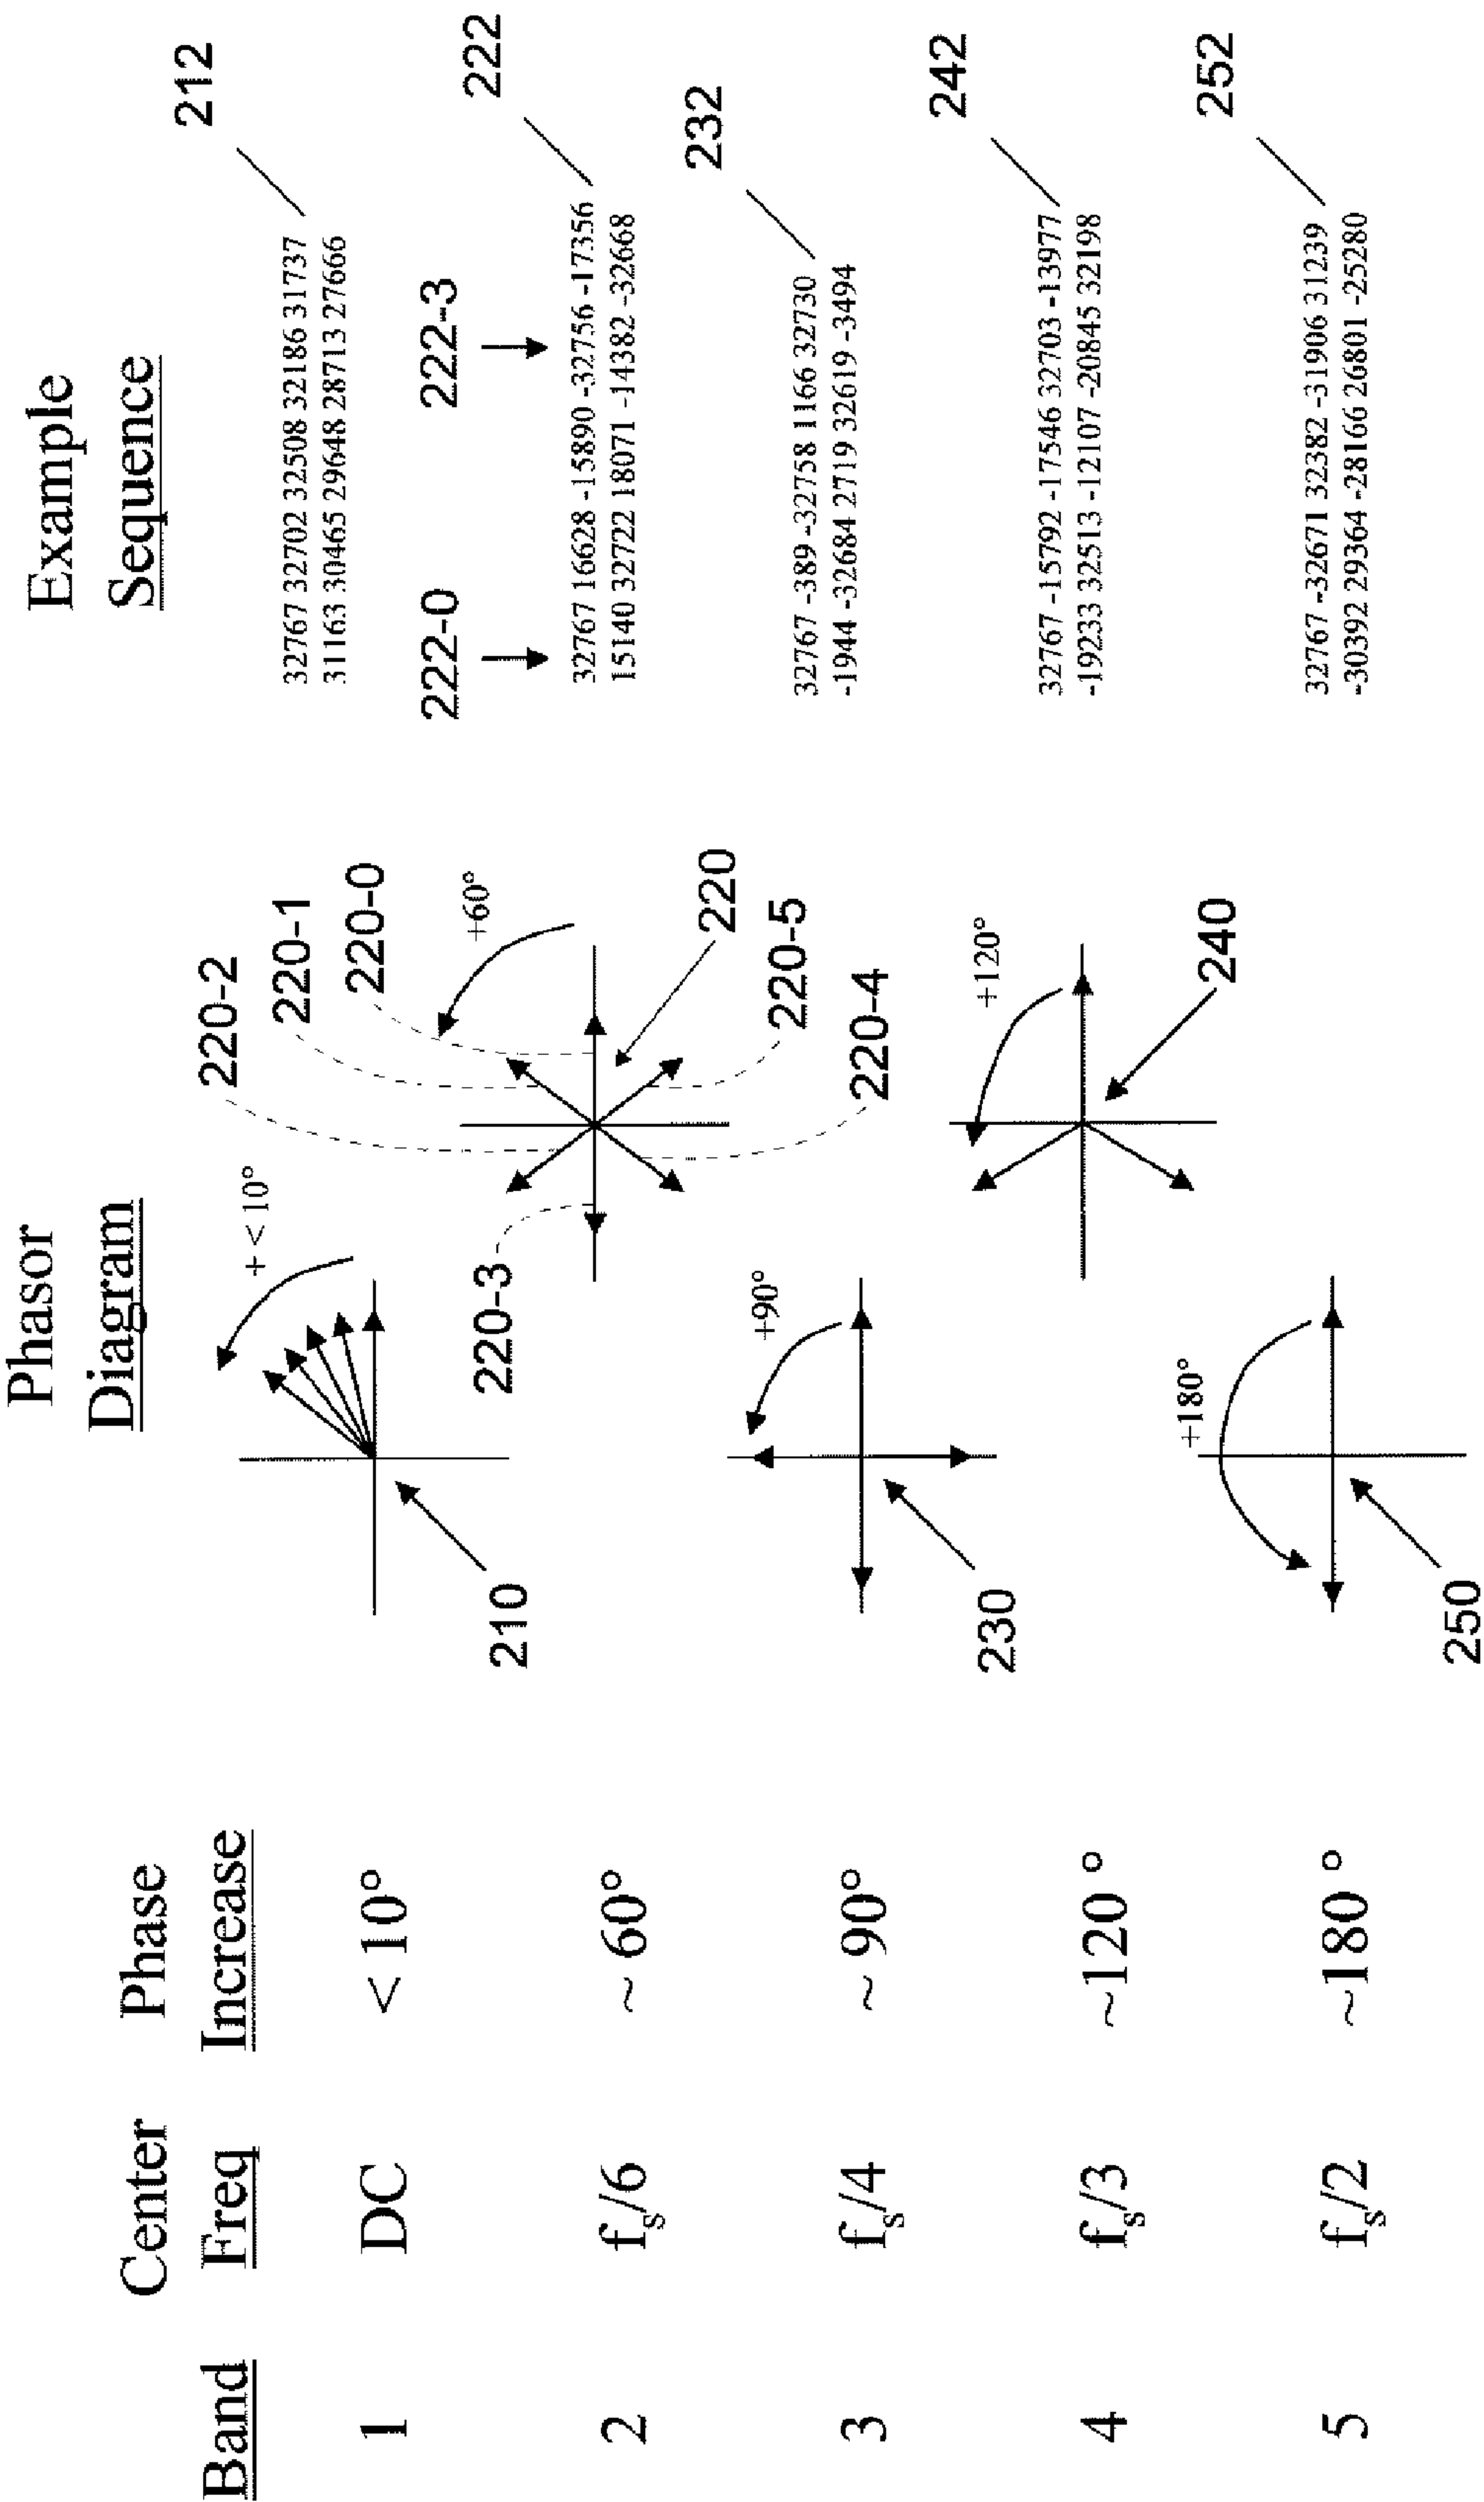 Band
Center
Freq
Phase
Increase
Phasor
Diagram
Example
Sequence
1
DC
< 10°
+ < 10°
210
32767 32702 32508 32186 31737
31163 30465 29648 28713 27666
212
2
fs/6
~ 60°
220-3
220-2
220-1
220-0
+60°
220
220-5
220-4
222-0
222-3
32767 16628 -15890 -32756 -17356
15140 32722 18071 -14382 -32668
222
3
fs/4
~ 90°
+90°
230
32767 -389 -32758 1166 32730
-1944 -32684 2719 32619 -3494
232
4
fs/3
~120°
+120°
240
32767 -15792 -17546 32703 -13977
-19233 32513 -12107 -20845 32198
242
5
fs/2
~180°
+180°
250
32767 -32671 32382 -31906 31239
-30392 29364 -28166 26801 -25280
252